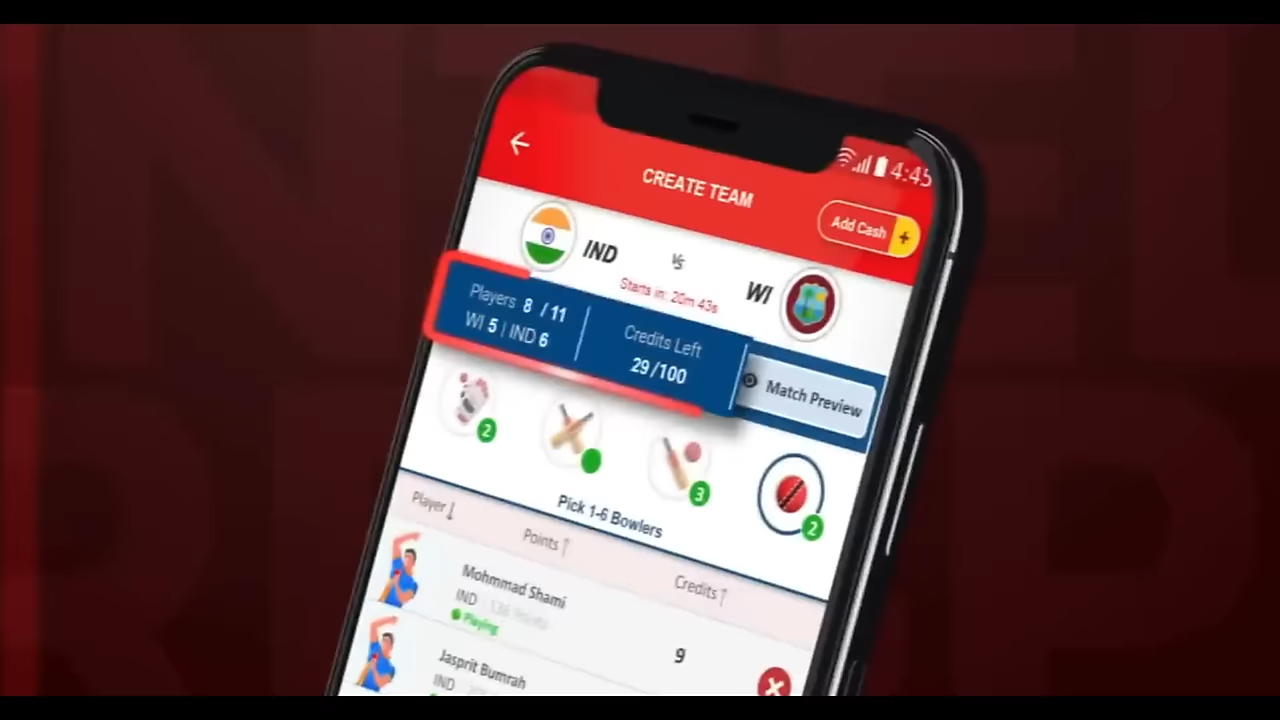 4:45
CREATE TEAM
Add Cash +
IND
Vs
WI
Starts in: 20m 43s
Players 8 / 11
WI 5 | IND 6
Credits Left
29/100
Match Preview
2
3
2
Pick 1-6 Bowlers
Player↓
Points↑
Credits↑
Mohmmad Shami
IND
Playing
9
Jasprit Bumrah
IND